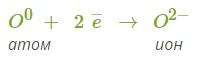 O⁰ + 2 e̅ → O²⁻
атом ион